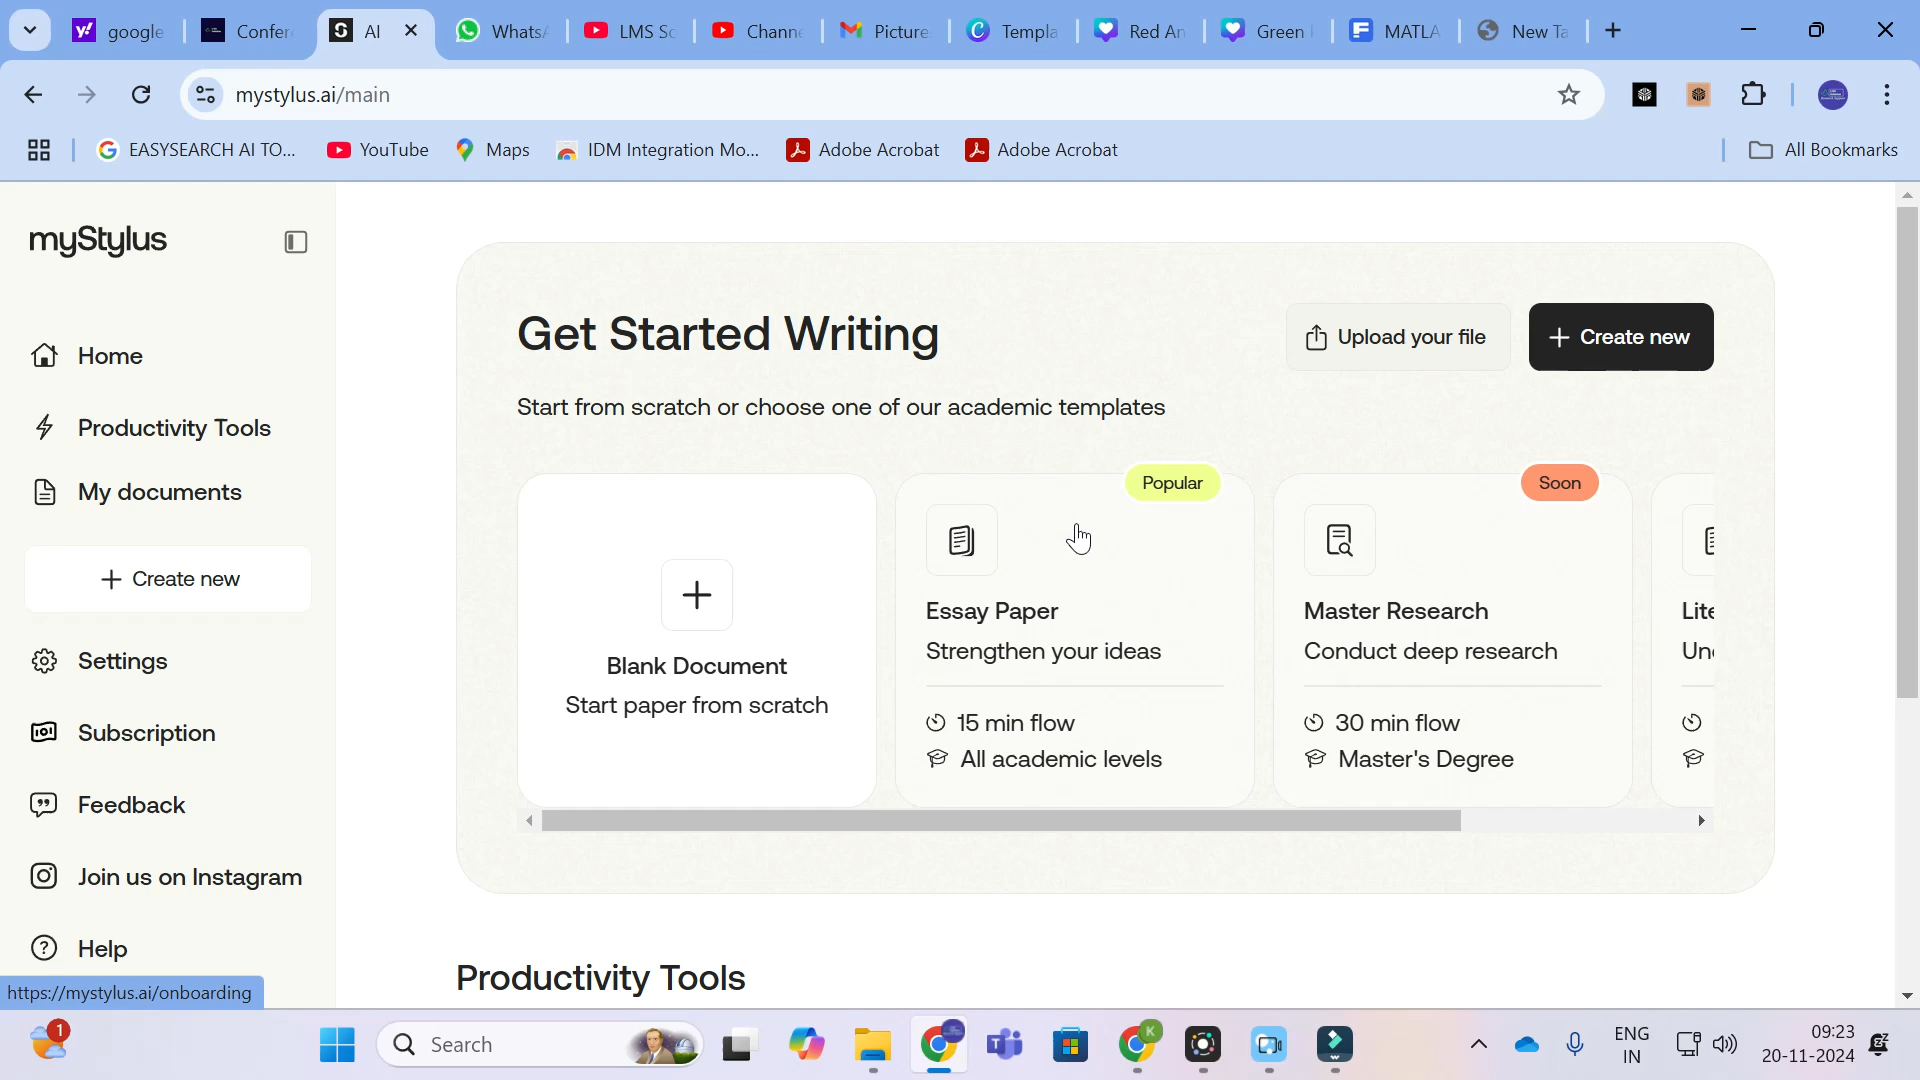 google
Confer
AI
Whats
LMS Sc
Chann
Picture
Templa
Red An
Green
MATLA
New Ta
mystylus.ai/main
EASYSEARCH AI TO...
YouTube
Maps
IDM Integration Mo...
Adobe Acrobat
Adobe Acrobat
All Bookmarks
myStylus
Home
Productivity Tools
My documents
+ Create new
Settings
Subscription
Feedback
Join us on Instagram
Help
https://mystylus.ai/onboarding
Get Started Writing
Upload your file
+ Create new
Start from scratch or choose one of our academic templates
Blank Document
Start paper from scratch
Popular
Essay Paper
Strengthen your ideas
15 min flow
All academic levels
Soon
Master Research
Conduct deep research
30 min flow
Master's Degree
Lite
Un
Productivity Tools
1
Search
K
ENG
IN
09:23
20-11-2024